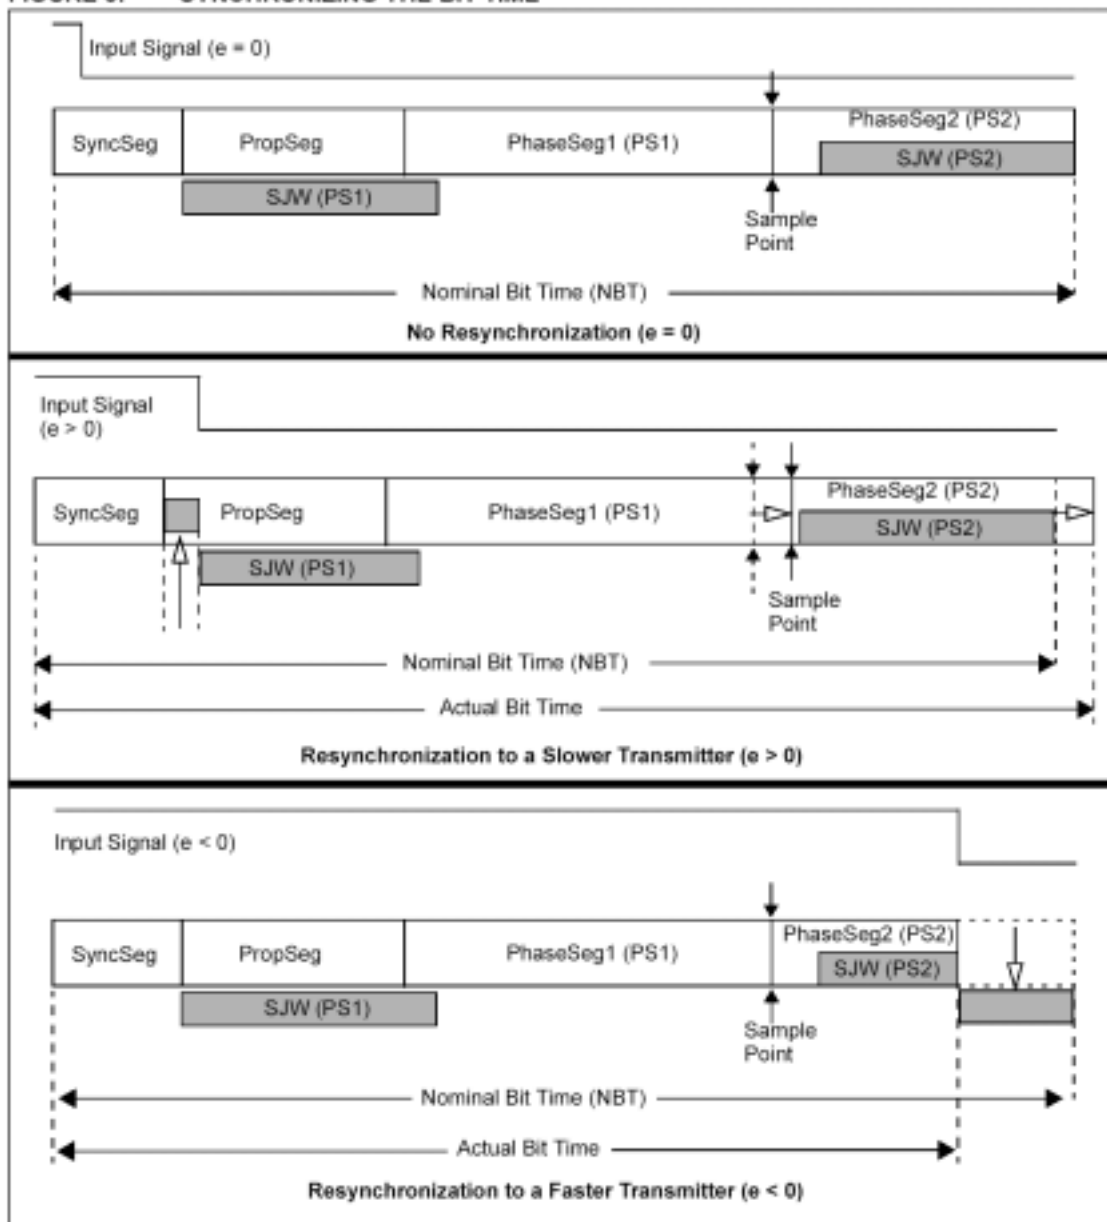 Input Signal (e = 0)
SyncSeg
PropSeg
PhaseSeg1 (PS1)
PhaseSeg2 (PS2)
SJW (PS2)
SJW (PS1)
Sample
Point
Nominal Bit Time (NBT)
No Resynchronization (e = 0)
Input Signal
(e > 0)
SyncSeg
PropSeg
PhaseSeg1 (PS1)
PhaseSeg2 (PS2)
SJW (PS2)
SJW (PS1)
Sample
Point
Nominal Bit Time (NBT)
Actual Bit Time
Resynchronization to a Slower Transmitter (e > 0)
Input Signal (e < 0)
SyncSeg
PropSeg
PhaseSeg1 (PS1)
PhaseSeg2 (PS2)
SJW (PS2)
SJW (PS1)
Sample
Point
Nominal Bit Time (NBT)
Actual Bit Time
Resynchronization to a Faster Transmitter (e < 0)